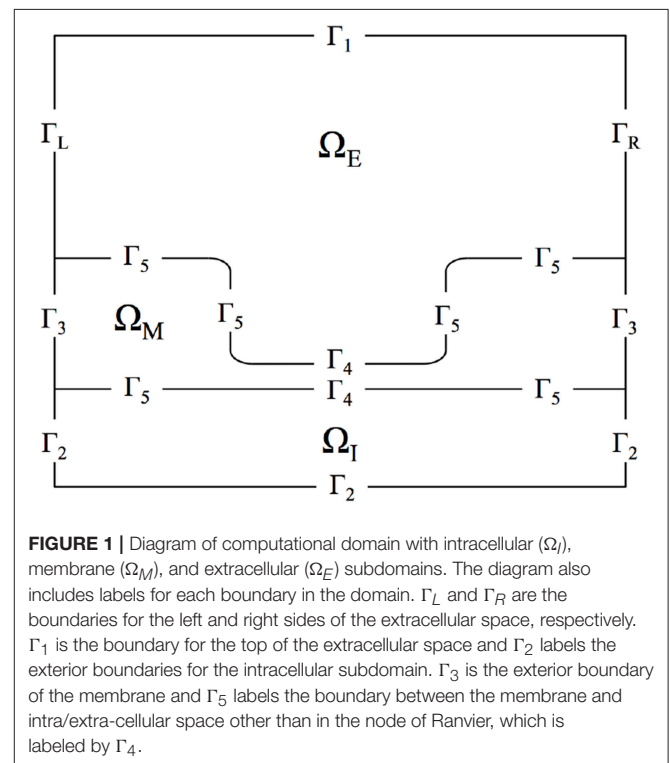 Γ1
ΓL ΩE ΓR
Γ5 Γ5
Γ3 ΩM Γ5 Γ5 Γ3
Γ4
Γ5 Γ4 Γ5
Γ2 ΩI Γ2
Γ2
FIGURE 1 | Diagram of computational domain with intracellular (ΩI),
membrane (ΩM), and extracellular (ΩE) subdomains. The diagram also
includes labels for each boundary in the domain. ΓL and ΓR are the
boundaries for the left and right sides of the extracellular space, respectively.
Γ1 is the boundary for the top of the extracellular space and Γ2 labels the
exterior boundaries for the intracellular subdomain. Γ3 is the exterior boundary
of the membrane and Γ5 labels the boundary between the membrane and
intra/extra-cellular space other than in the node of Ranvier, which is
labeled by Γ4.